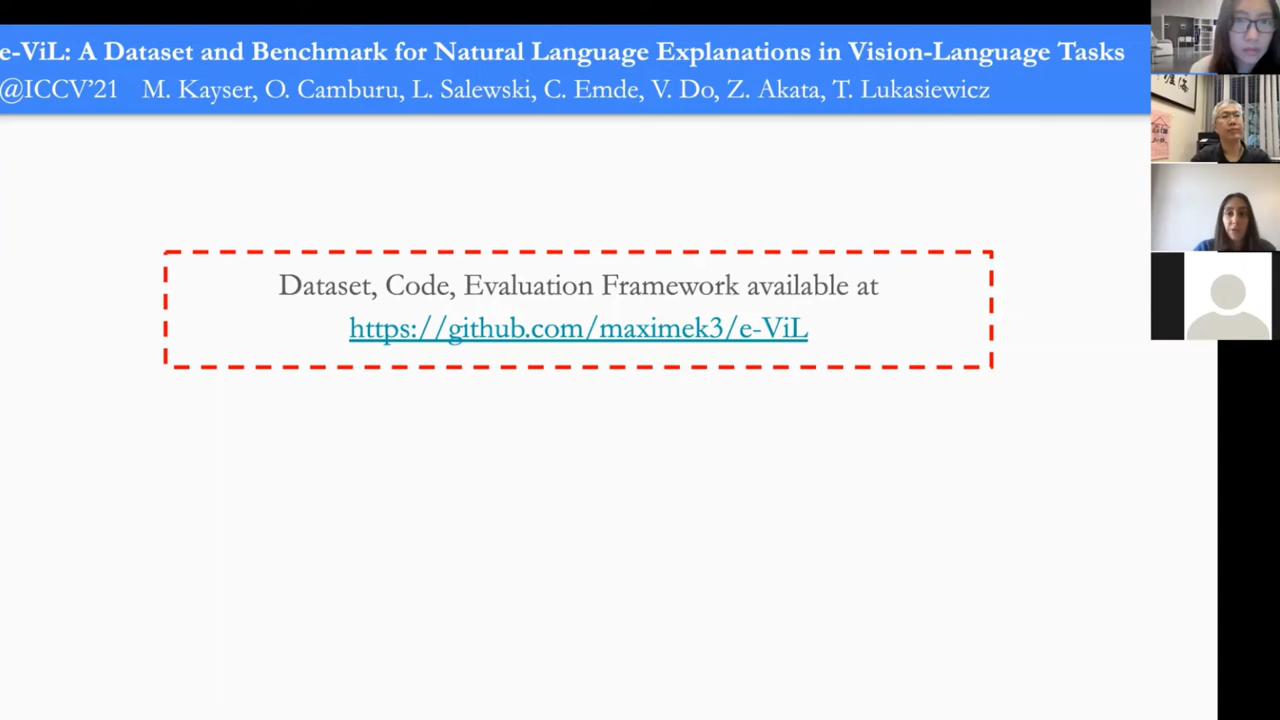 e-ViL: A Dataset and Benchmark for Natural Language Explanations in Vision-Language Tasks
@ICCV'21 M. Kayser, O. Camburu, L. Salewski, C. Emde, V. Do, Z. Akata, T. Lukasiewicz
Dataset, Code, Evaluation Framework available at
https://github.com/maximek3/e-ViL